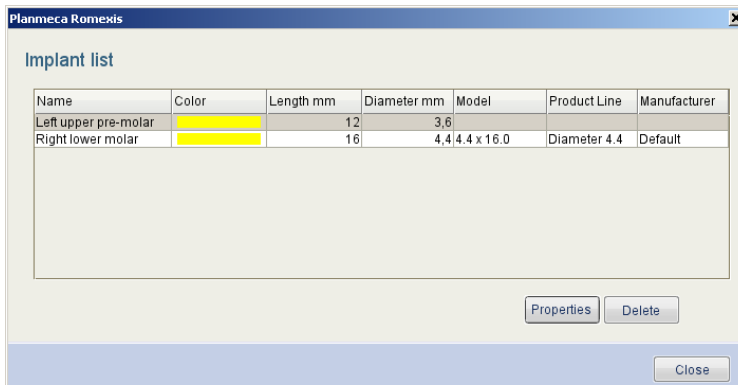 Planmeca Romexis
Implant list
Name Color Length mm Diameter mm Model Product Line Manufacturer
Left upper pre-molar 12 3,6
Right lower molar 16 4,4 4.4 x 16.0 Diameter 4.4 Default
Properties Delete
Close